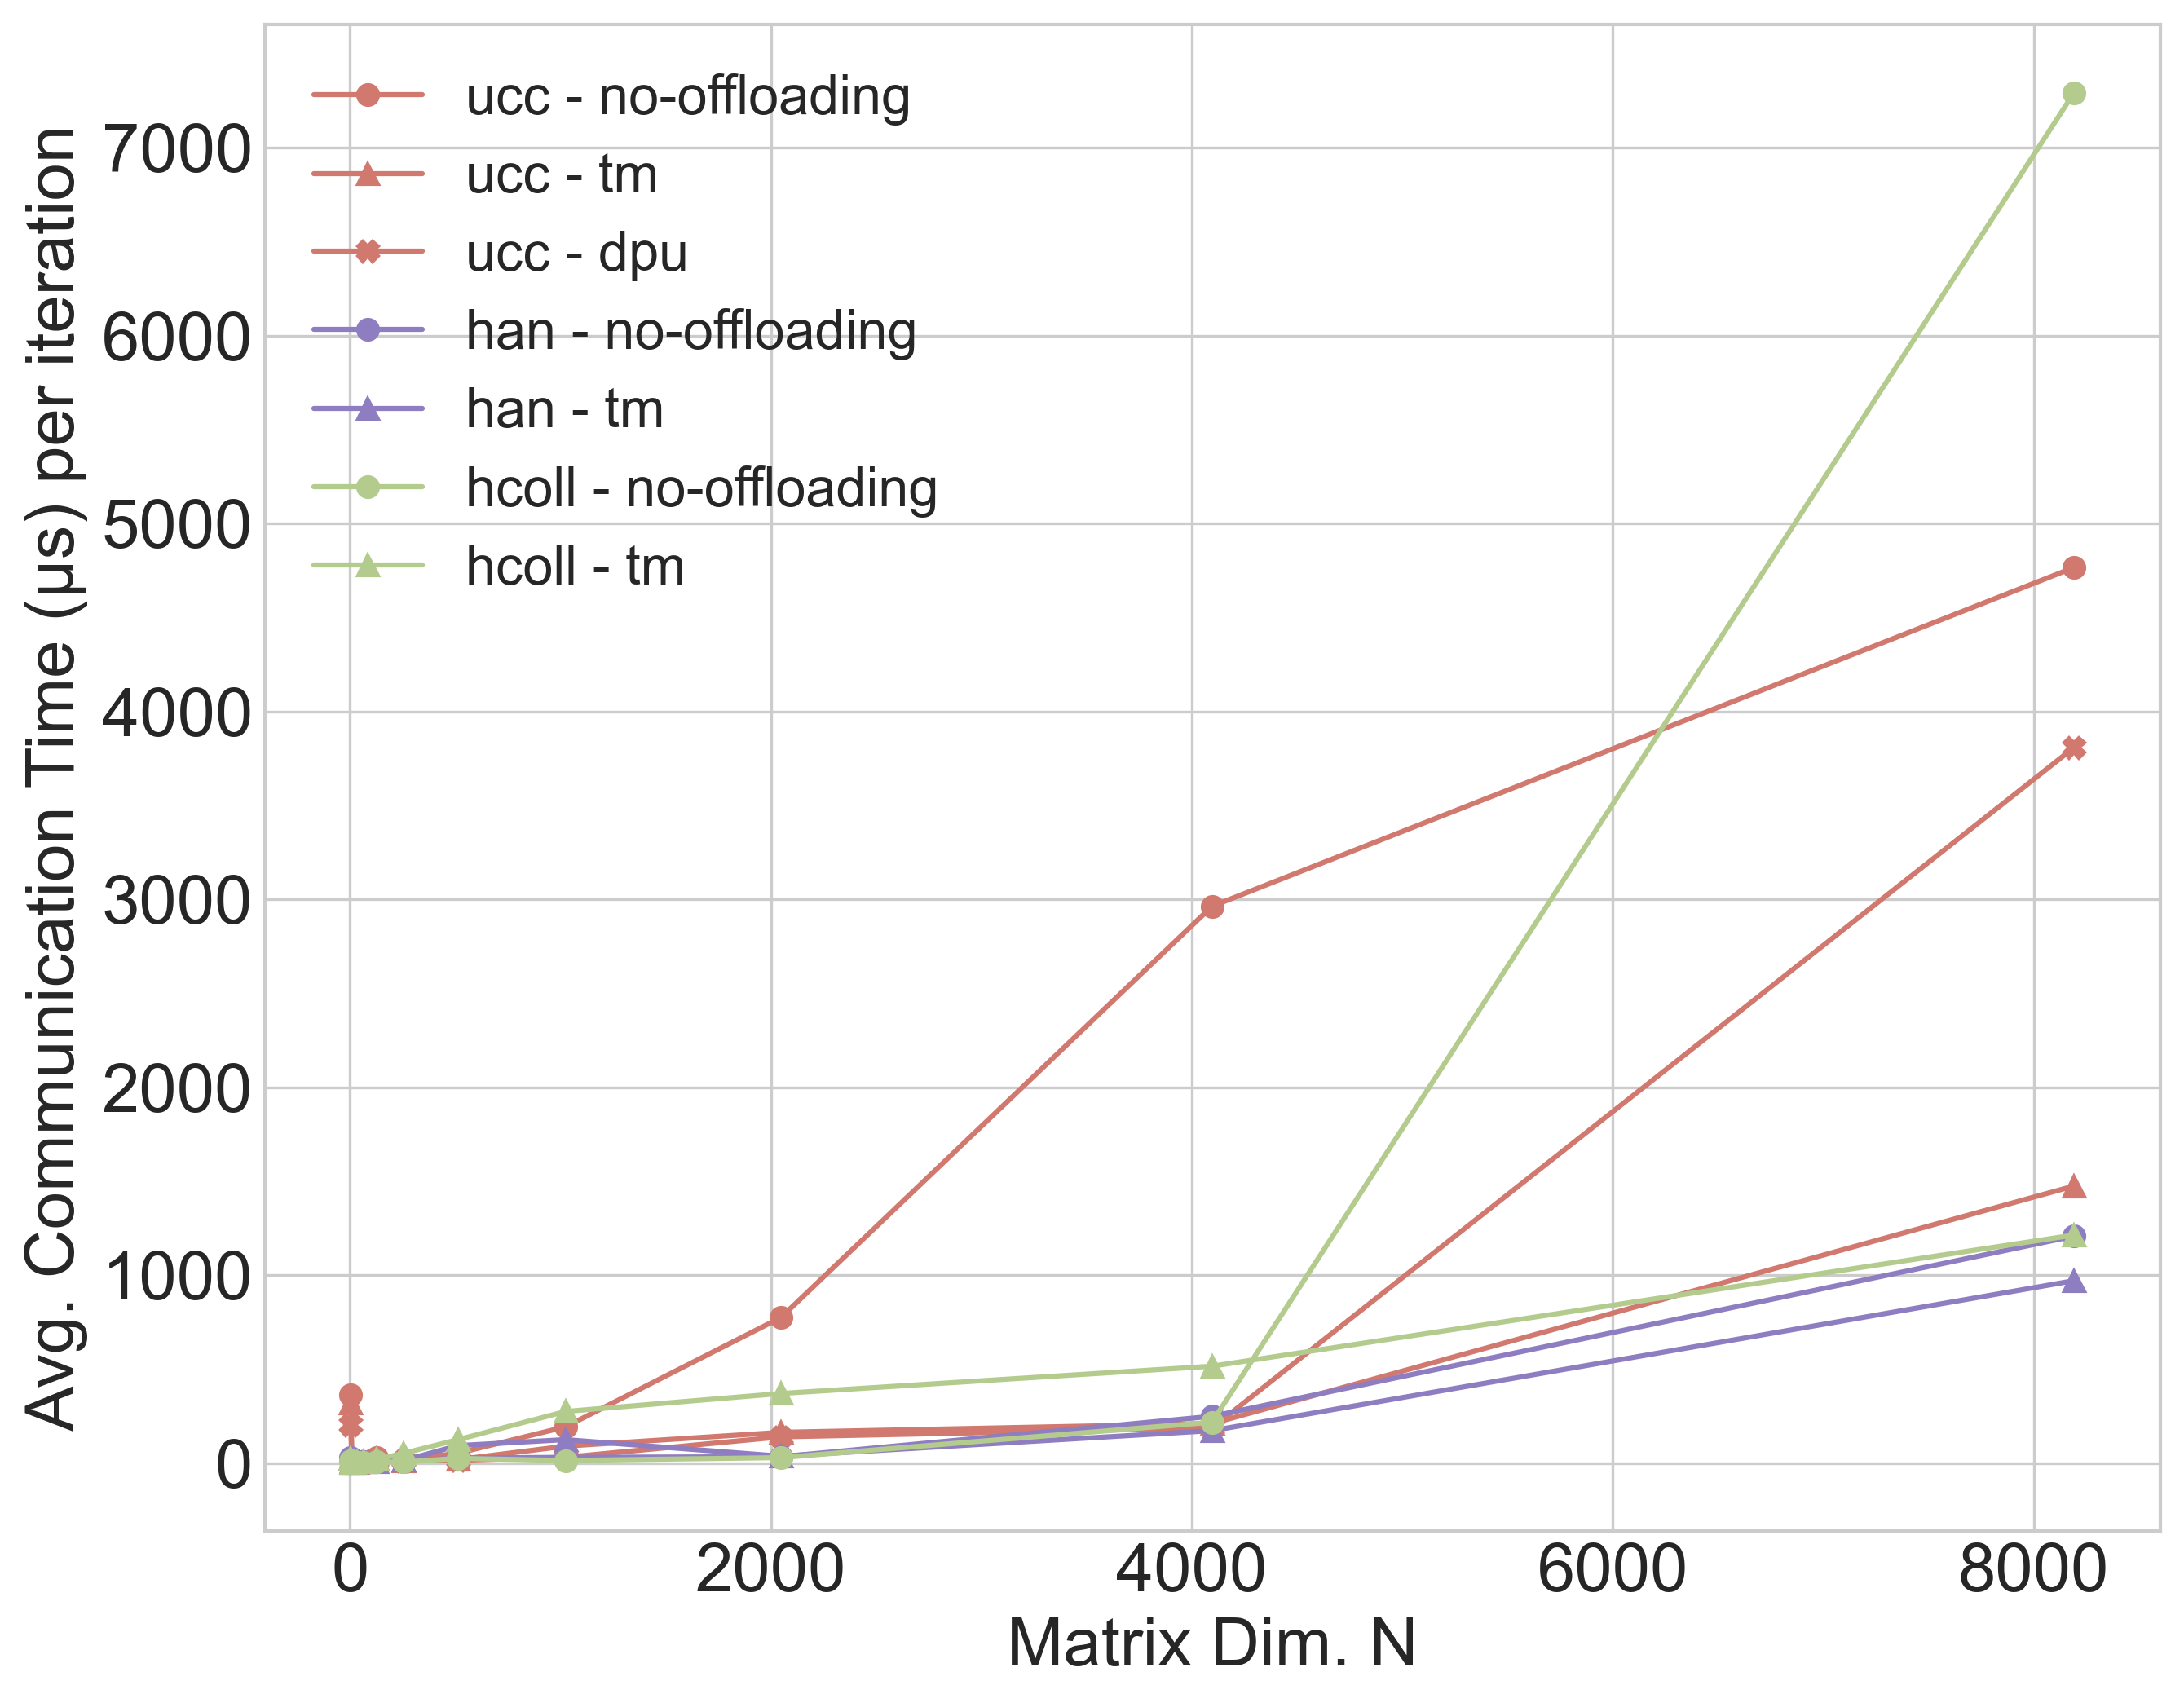 ucc - no-offloading
ucc - tm
ucc - dpu
han - no-offloading
han - tm
hcoll - no-offloading
hcoll - tm
Avg. Communication Time (μs) per iteration
7000
6000
5000
4000
3000
2000
1000
0
0 2000 4000 6000 8000
Matrix Dim. N